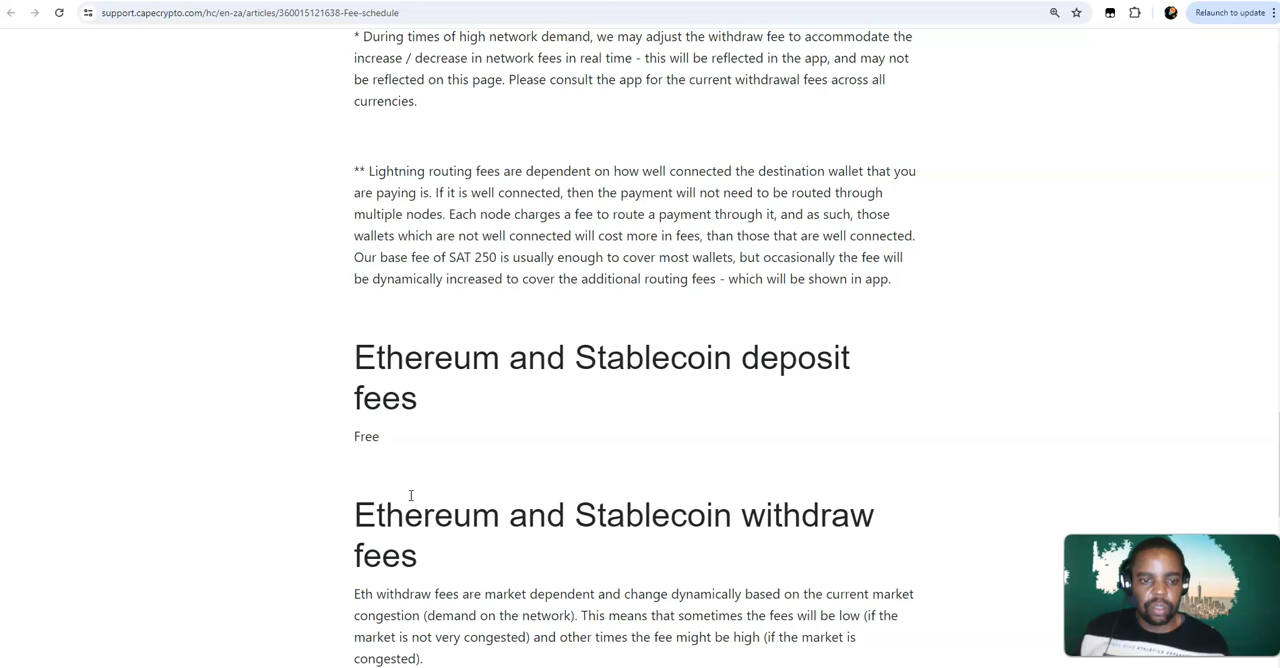 support.capecrypto.com/hc/en-za/articles/360015121638-Fee-schedule
Relaunch to update
* During times of high network demand, we may adjust the withdraw fee to accommodate the
increase / decrease in network fees in real time - this will be reflected in the app, and may not
be reflected on this page. Please consult the app for the current withdrawal fees across all
currencies.
** Lightning routing fees are dependent on how well connected the destination wallet that you
are paying is. If it is well connected, then the payment will not need to be routed through
multiple nodes. Each node charges a fee to route a payment through it, and as such, those
wallets which are not well connected will cost more in fees, than those that are well connected.
Our base fee of SAT 250 is usually enough to cover most wallets, but occasionally the fee will
be dynamically increased to cover the additional routing fees - which will be shown in app.
Ethereum and Stablecoin deposit
fees
Free
Ethereum and Stablecoin withdraw
fees
Eth withdraw fees are market dependent and change dynamically based on the current market
congestion (demand on the network). This means that sometimes the fees will be low (if the
market is not very congested) and other times the fee might be high (if the market is
congested).